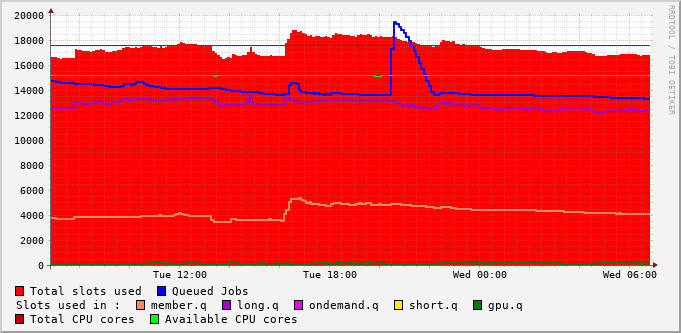 20000
18000
16000
14000
12000
10000
8000
6000
4000
2000
0
Tue 12:00 Tue 18:00 Wed 00:00 Wed 06:00
RRDTOOL / TOBI OETIKER
Total slots used Queued Jobs
Slots used in : member.q long.q ondemand.q short.q gpu.q
Total CPU cores Available CPU cores